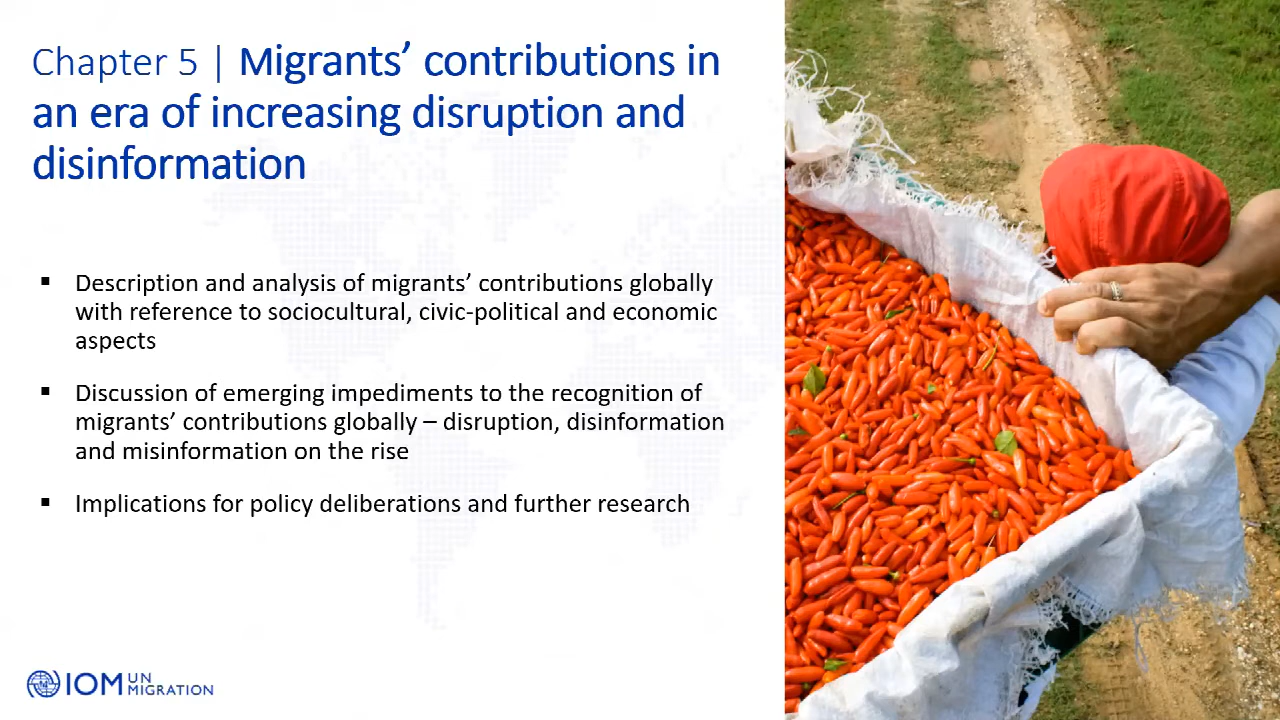 Chapter 5 | Migrants’ contributions in
an era of increasing disruption and
disinformation
▪ Description and analysis of migrants’ contributions globally
with reference to sociocultural, civic-political and economic
aspects
▪ Discussion of emerging impediments to the recognition of
migrants’ contributions globally – disruption, disinformation
and misinformation on the rise
▪ Implications for policy deliberations and further research
IOM UN
MIGRATION